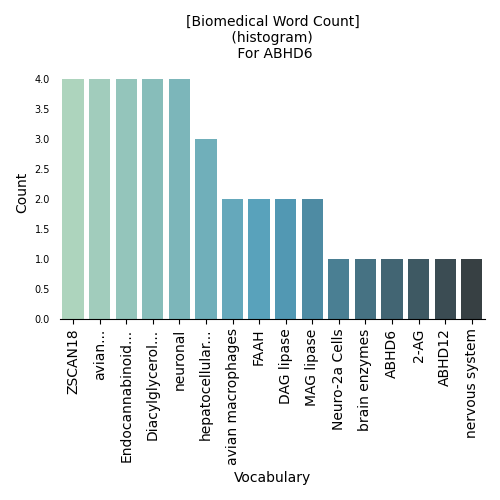 [Biomedical Word Count]
(histogram)
For ABHD6
Count
4.0
3.5
3.0
2.5
2.0
1.5
1.0
0.5
0.0
ZSCAN18
avian...
Endocannabinoid...
Diacylglycerol...
neuronal
hepatocellular...
avian macrophages
FAAH
DAG lipase
MAG lipase
Neuro-2a Cells
brain enzymes
ABHD6
2-AG
ABHD12
nervous system
Vocabulary